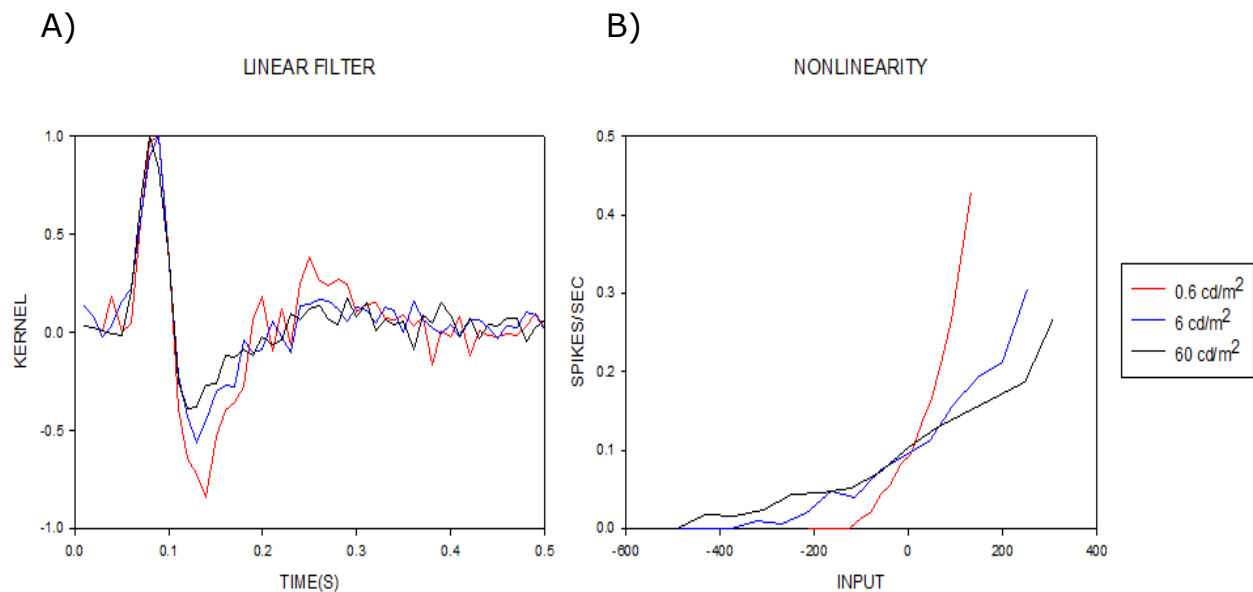 A)
B)
LINEAR FILTER
NONLINEARITY
KERNEL
1.0
0.5
0.0
-0.5
-1.0
0.0 0.1 0.2 0.3 0.4 0.5
TIME(S)
SPIKES/SEC
0.5
0.4
0.3
0.2
0.1
0.0
-600 -400 -200 0 200 400
INPUT
0.6 cd/m²
6 cd/m²
60 cd/m²